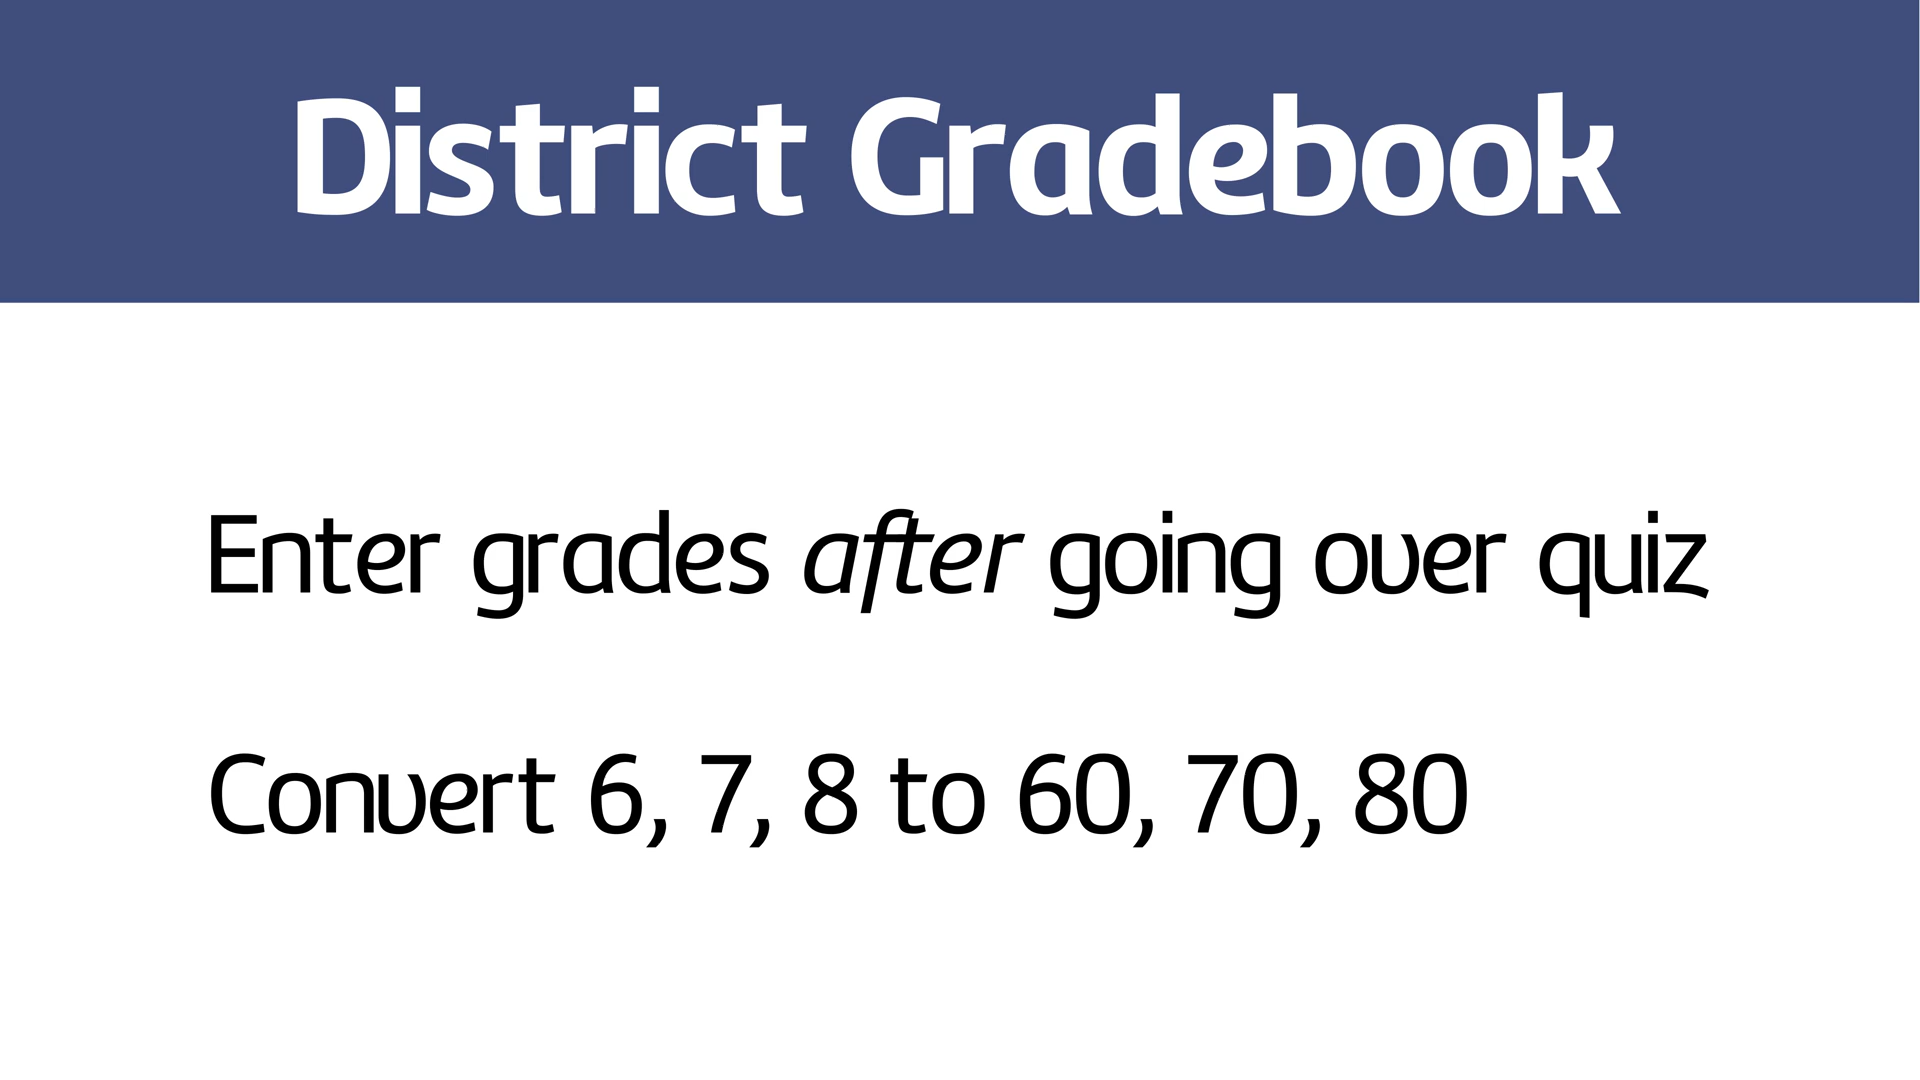 District Gradebook
Enter grades after going over quiz
Convert 6, 7, 8 to 60, 70, 80